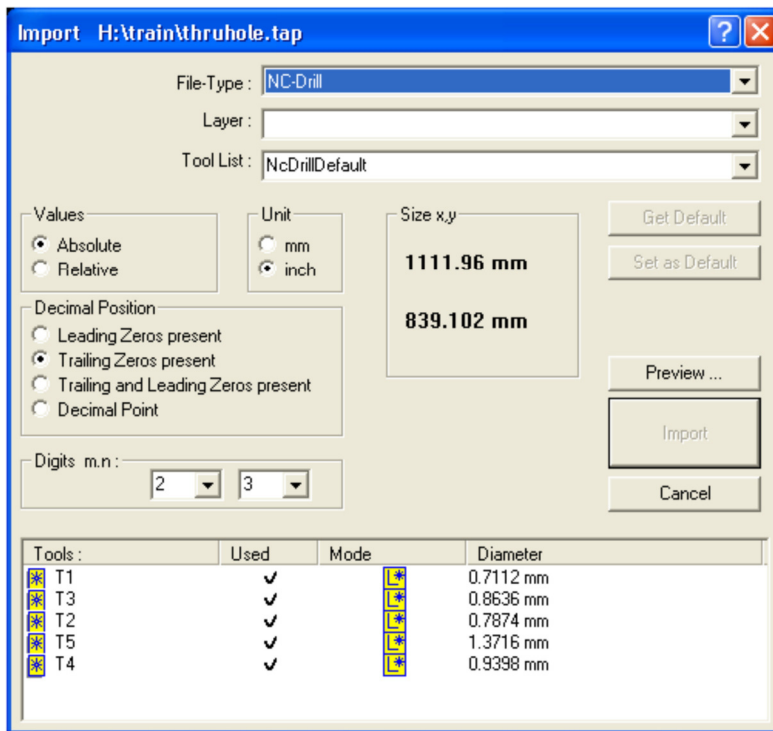 Import H:\train\thruhole.tap
File-Type : NC-Drill
Layer :
Tool List : NcDrillDefault
Values
Absolute
Relative
Unit
mm
inch
Size x,y
1111.96 mm
839.102 mm
Get Default
Set as Default
Decimal Position
Leading Zeros present
Trailing Zeros present
Trailing and Leading Zeros present
Decimal Point
Preview ...
Import
Cancel
Digits m.n : 2 3
Tools : Used Mode Diameter
T1 0.7112 mm
T3 0.8636 mm
T2 0.7874 mm
T5 1.3716 mm
T4 0.9398 mm